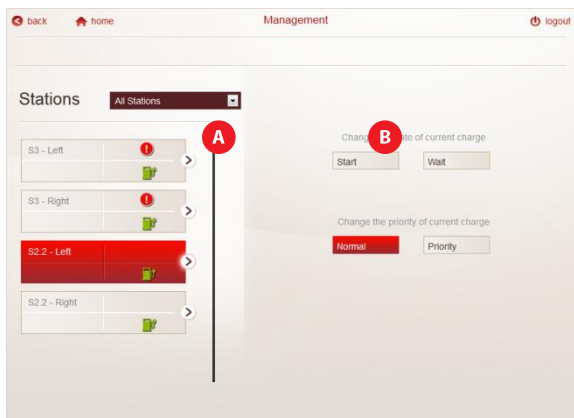 back home Management logout
Stations All Stations
A B
Change te of current charge
S3 - Left
Start Wait
S3 - Right
Change the priority of current charge
Normal Priority
S2.2 - Left
S2.2 - Right